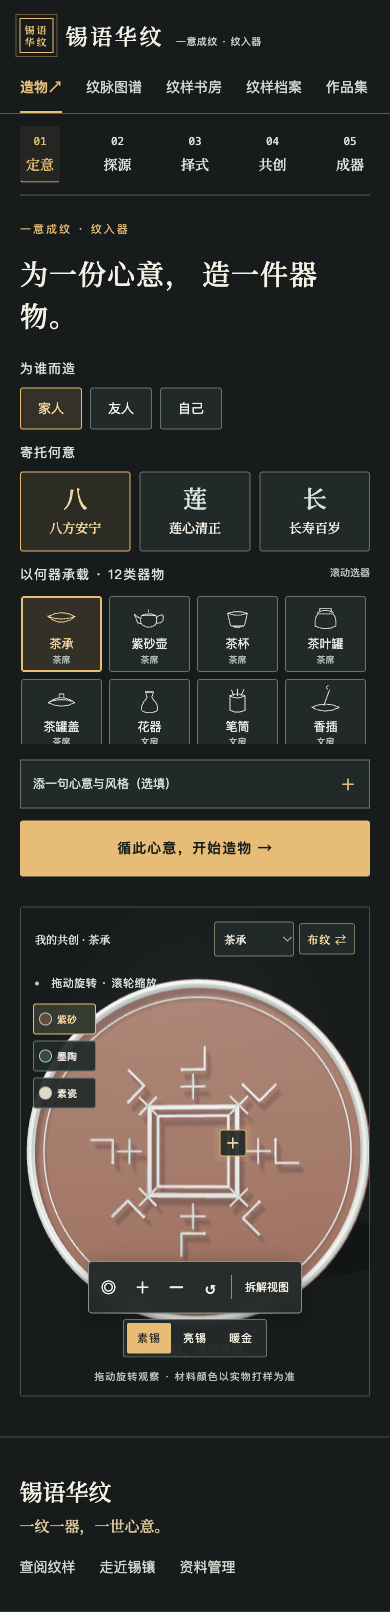 锡语
华纹
锡语华纹 一意成纹 · 纹入器
造物↗ 纹脉图谱 纹样书房 纹样档案 作品集
01 02 03 04 05
定意 探源 择式 共创 成器
一意成纹 · 纹入器
为一份心意， 造一件器
物。
为谁而造
家人 友人 自己
寄托何意
八 莲 长
八方安宁 莲心清正 长寿百岁
以何器承载 · 12类器物 滚动选器
茶承 紫砂壶 茶杯 茶叶罐
茶席 茶席 茶席 茶席
茶罐盖 花器 笔筒 香插
茶席 文房 文房 文房
添一句心意与风格（选填） +
循此心意，开始造物 →
我的共创 · 茶承 茶承 布纹 ⇄
• 拖动旋转 · 滚轮缩放
紫砂
墨陶
素瓷
+
◎ + − ↺ 拆解视图
素锡 亮锡 暖金
拖动旋转观察 · 材料颜色以实物打样为准
锡语华纹
一纹一器，一世心意。
查阅纹样 走近锡镶 资料管理